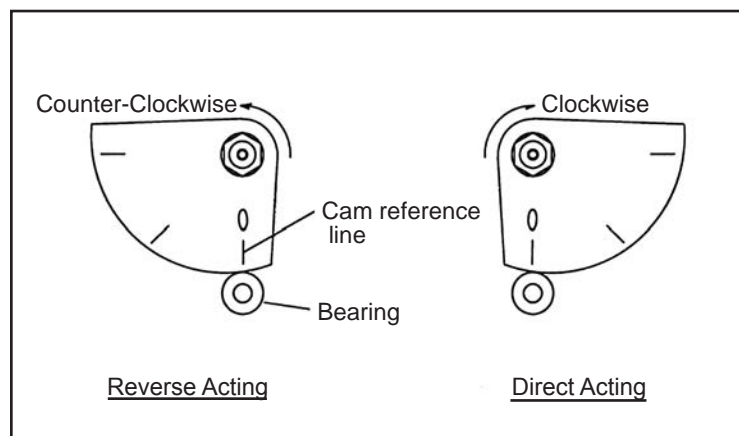 Counter-Clockwise
Clockwise
Cam reference
line
Bearing
Reverse Acting
Direct Acting